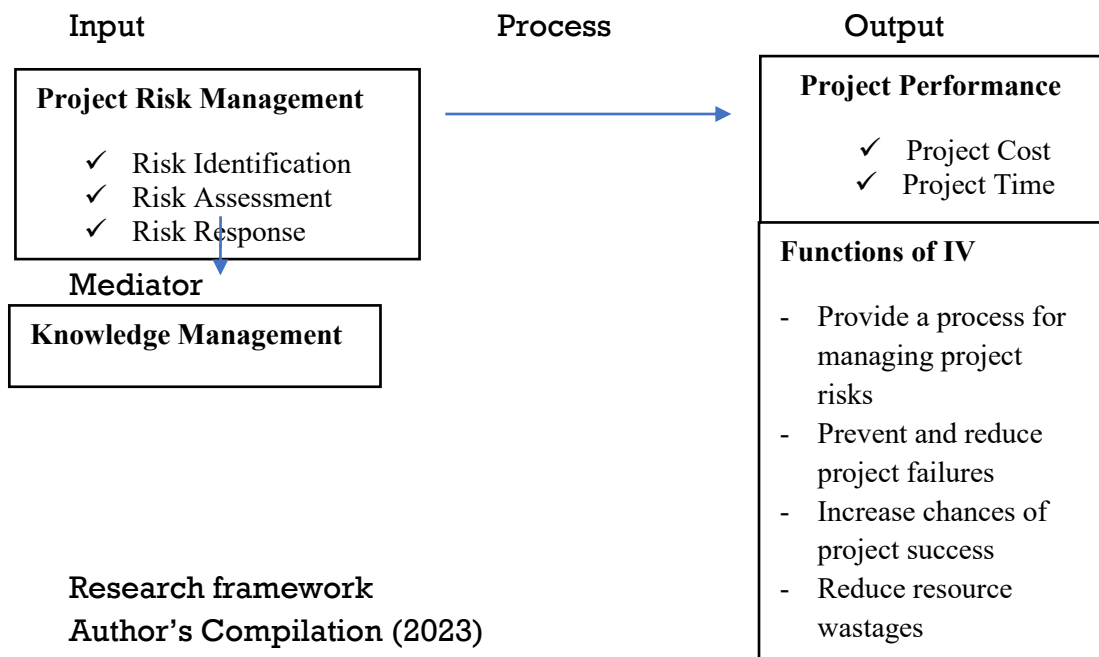 Input Process Output
Project Risk Management
✓ Risk Identification
✓ Risk Assessment
✓ Risk Response
Mediator
Knowledge Management
Project Performance
✓ Project Cost
✓ Project Time
Functions of IV
- Provide a process for
managing project
risks
- Prevent and reduce
project failures
- Increase chances of
project success
- Reduce resource
wastages
Research framework
Author’s Compilation (2023)